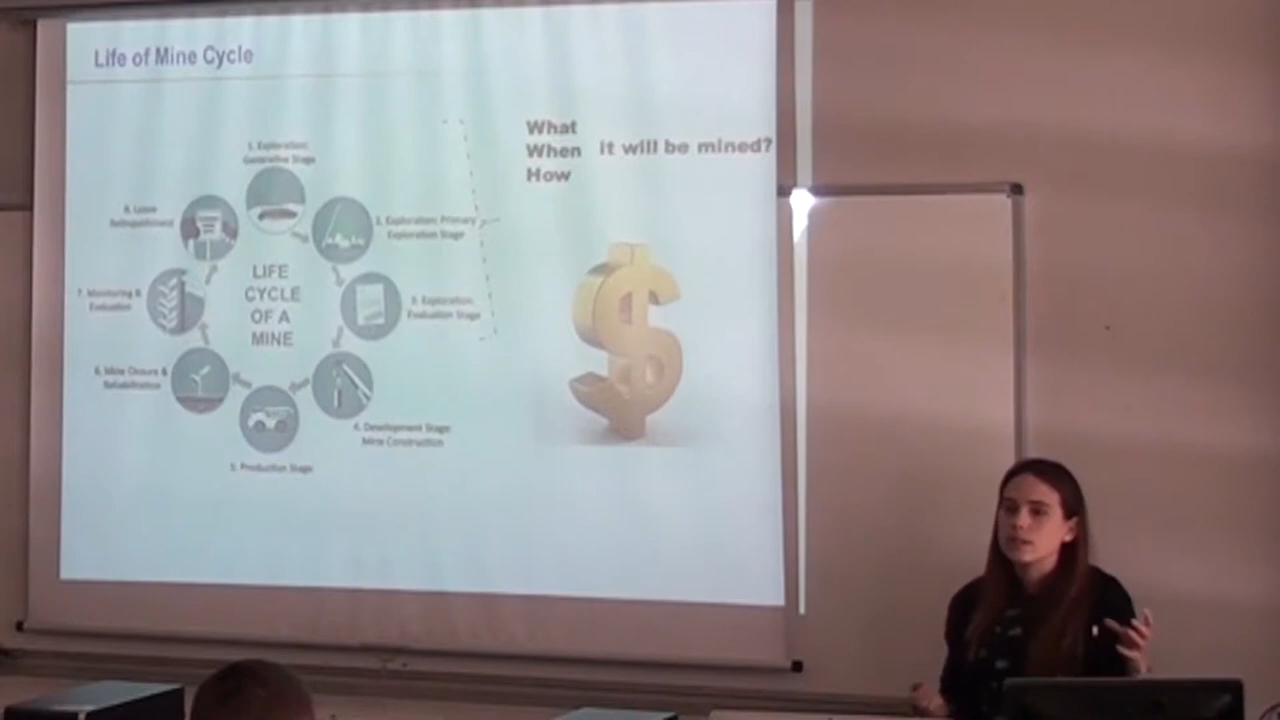 Life of Mine Cycle
What
When
How
it will be mined?
1. Exploration:
Generative Stage
2. Exploration: Primary
Exploration Stage
3. Exploration:
Evaluation Stage
4. Development Stage:
Mine Construction
5. Production Stage
6. Mine Closure &
Rehabilitation
7. Monitoring &
Evaluation
8. Lease
Relinquishment
LIFE
CYCLE
OF A
MINE